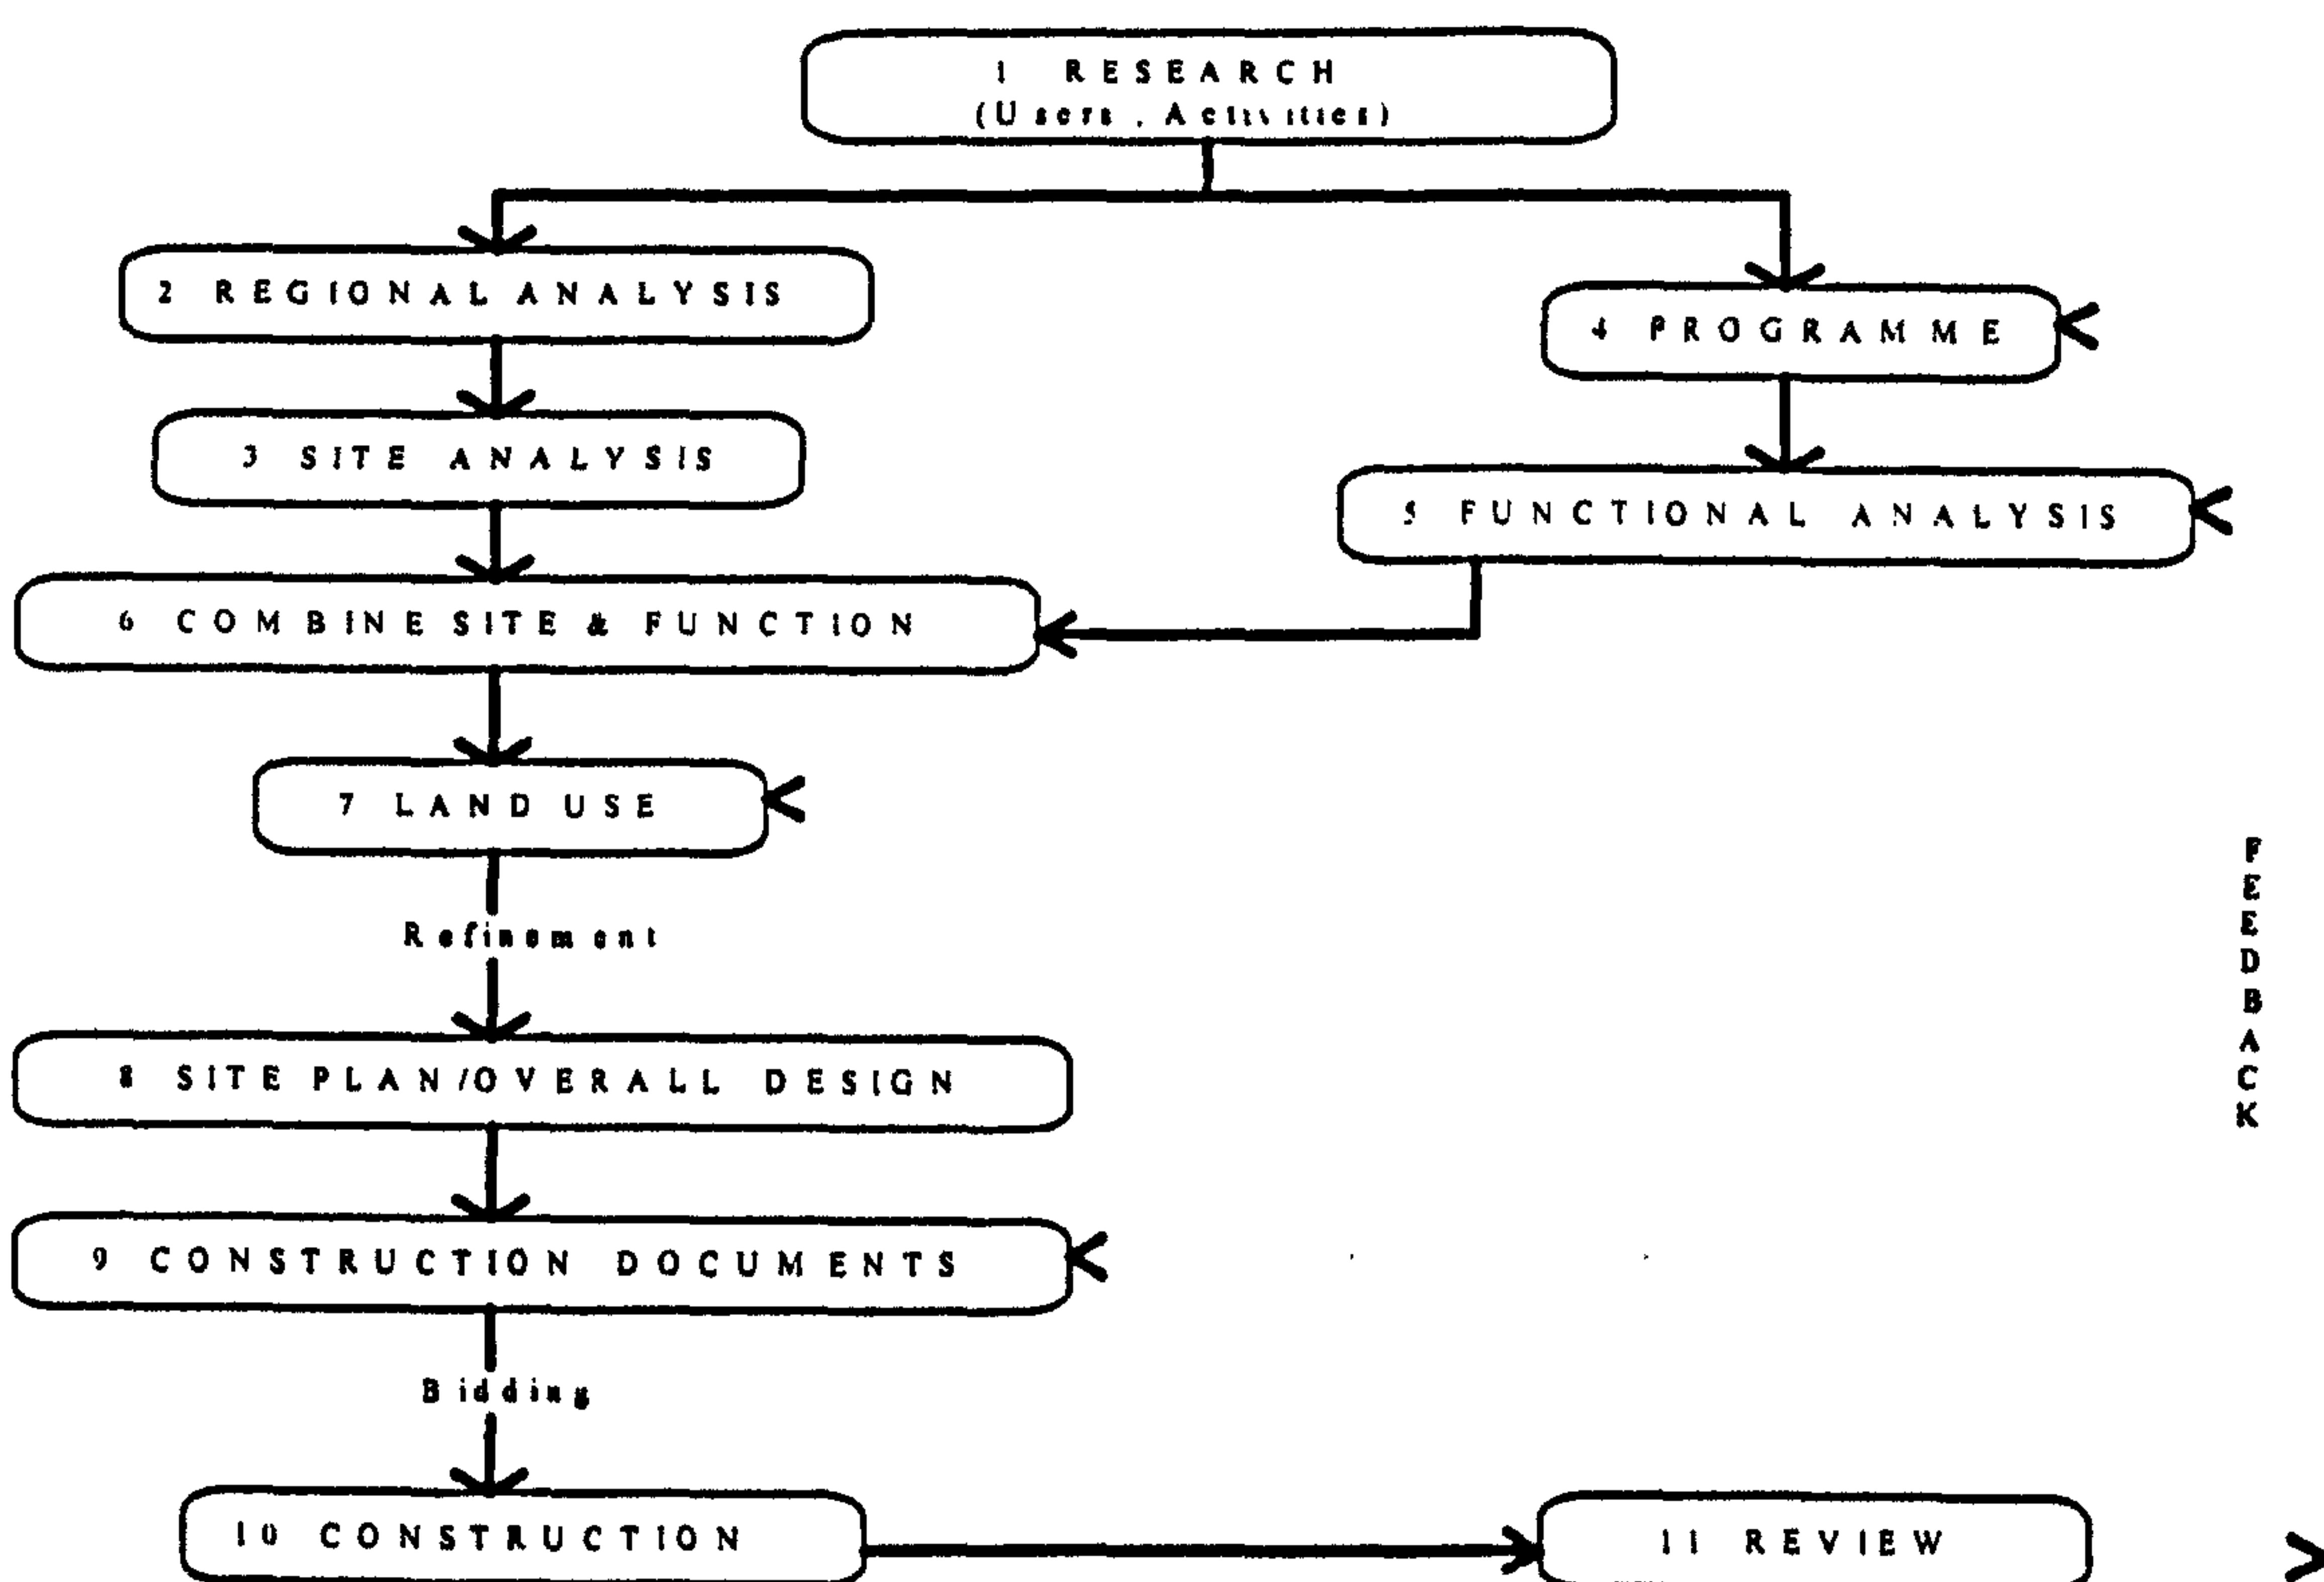 1 RESEARCH
(Users, Activities)
2 REGIONAL ANALYSIS
4 PROGRAMME
3 SITE ANALYSIS
5 FUNCTIONAL ANALYSIS
6 COMBINE SITE & FUNCTION
7 LAND USE
Refinement
FEEDBACK
8 SITE PLAN/OVERALL DESIGN
9 CONSTRUCTION DOCUMENTS
Bidding
10 CONSTRUCTION
11 REVIEW